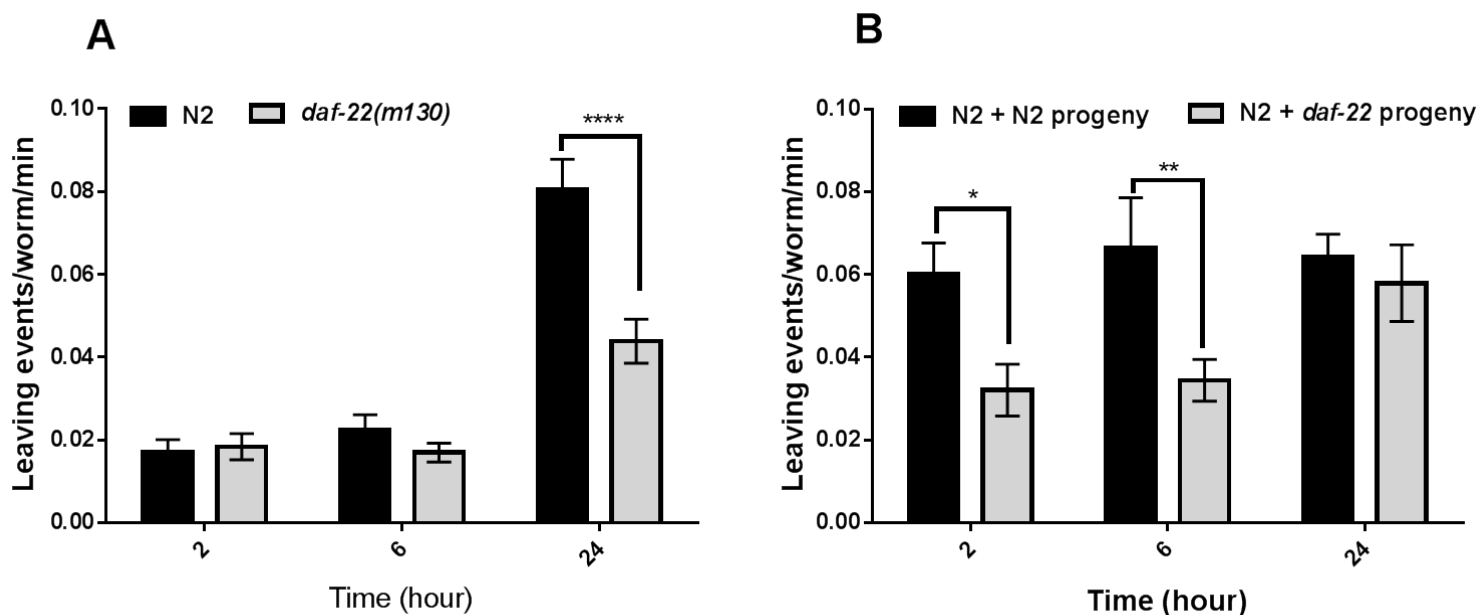 A
N2 daf-22(m130)
Leaving events/worm/min
0.10
0.08
0.06
0.04
0.02
0.00
****
2 6 24
Time (hour)
B
N2 + N2 progeny N2 + daf-22 progeny
Leaving events/worm/min
0.10
0.08
0.06
0.04
0.02
0.00
* **
2 6 24
Time (hour)